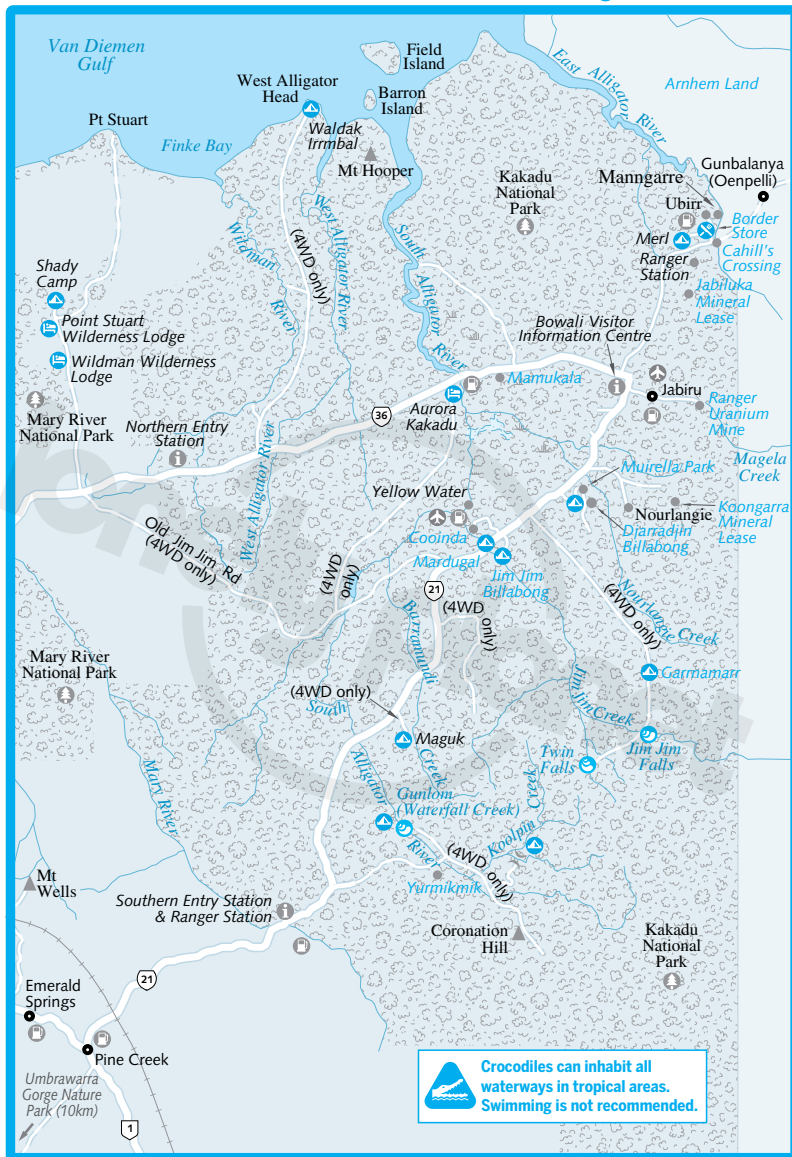 Van Diemen
Gulf
Field
Island
West Alligator
Head
Barron
Island
East Alligator
River
Arnhem Land
Pt Stuart
Finke Bay
Waldak
Irrmbal
Mt Hooper
Kakadu
National
Park
Manngarre
Gunbalanya
(Oenpelli)
Ubirr
Border
Store
Merl
Cahill's
Crossing
Ranger
Station
Jabiluka
Mineral
Lease
Wildman
River
(4WD only)
West Alligator River
South
Alligator
River
Shady
Camp
Point Stuart
Wilderness Lodge
Wildman Wilderness
Lodge
Bowali Visitor
Information Centre
Mamukala
Jabiru
Ranger
Uranium
Mine
Mary River
National Park
Northern Entry
Station
36
Aurora
Kakadu
Magela
Creek
West Alligator River
Yellow Water
Muirella Park
Nourlangie
Koongarra
Mineral
Lease
Djarradjin
Billabong
Old Jim Jim Rd
(4WD only)
(4WD
only)
Cooinda
Mardugal
Jim Jim
Billabong
21
(4WD
only)
Barramundi
Creek
Nourlangie Creek
(4WD only)
Mary River
National Park
(4WD only)
South
Alligator
River
Garnamarr
Jim Jim Creek
Maguk
Twin
Falls
Jim Jim
Falls
Mary River
Gunlom
(Waterfall Creek)
Koolpin
Creek
(4WD only)
Yurmikmik
Mt
Wells
Southern Entry Station
& Ranger Station
Coronation
Hill
Kakadu
National
Park
21
Emerald
Springs
Pine Creek
Umbrawarra
Gorge Nature
Park (10km)
1
Crocodiles can inhabit all
waterways in tropical areas.
Swimming is not recommended.